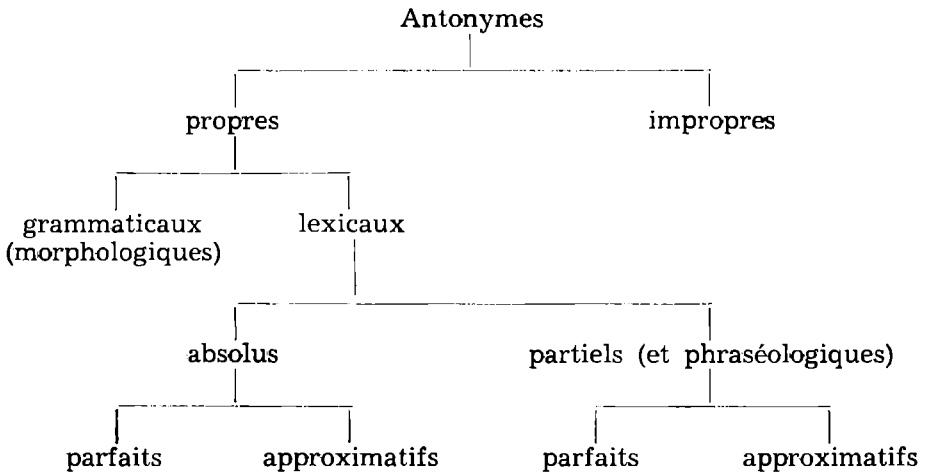 Antonymes
propres impropres
grammaticaux lexicaux
(morphologiques)
absolus partiels (et phraséologiques)
parfaits approximatifs parfaits approximatifs